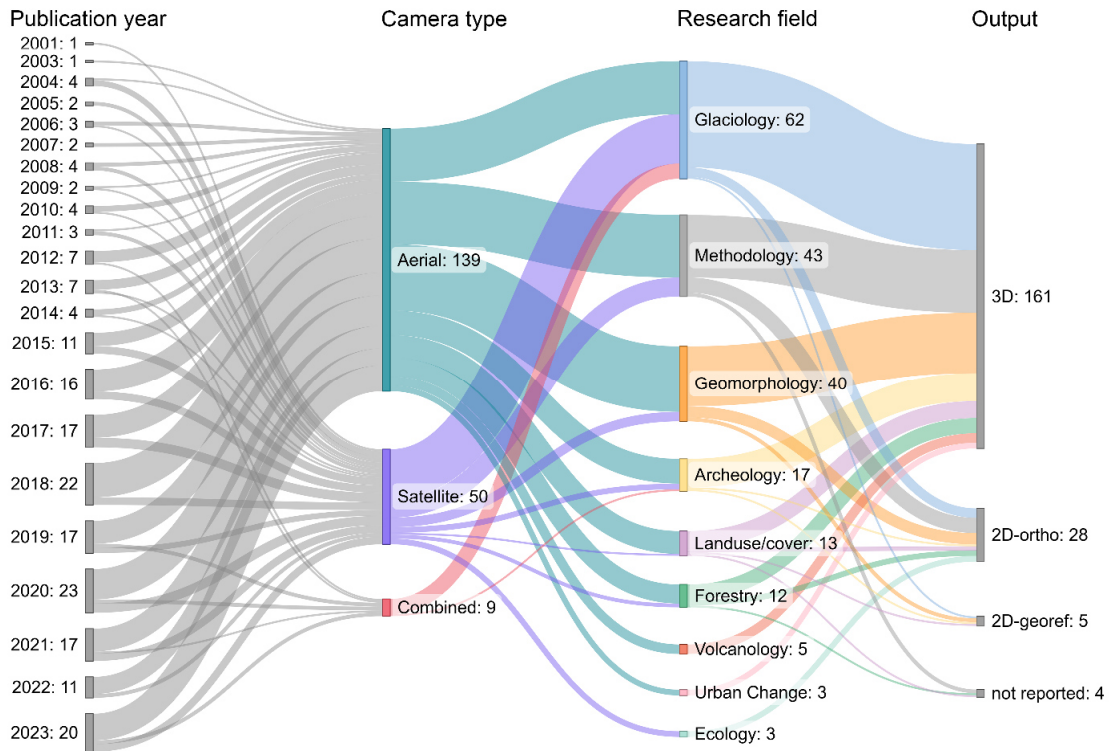 Publication year
Camera type
Research field
Output
2001: 1
2003: 1
2004: 4
2005: 2
2006: 3
2007: 2
2008: 4
2009: 2
2010: 4
2011: 3
2012: 7
2013: 7
2014: 4
2015: 11
2016: 16
2017: 17
2018: 22
2019: 17
2020: 23
2021: 17
2022: 11
2023: 20
Aerial: 139
Satellite: 50
Combined: 9
Glaciology: 62
Methodology: 43
Geomorphology: 40
Archeology: 17
Landuse/cover: 13
Forestry: 12
Volcanology: 5
Urban Change: 3
Ecology: 3
3D: 161
2D-ortho: 28
2D-georef: 5
not reported: 4